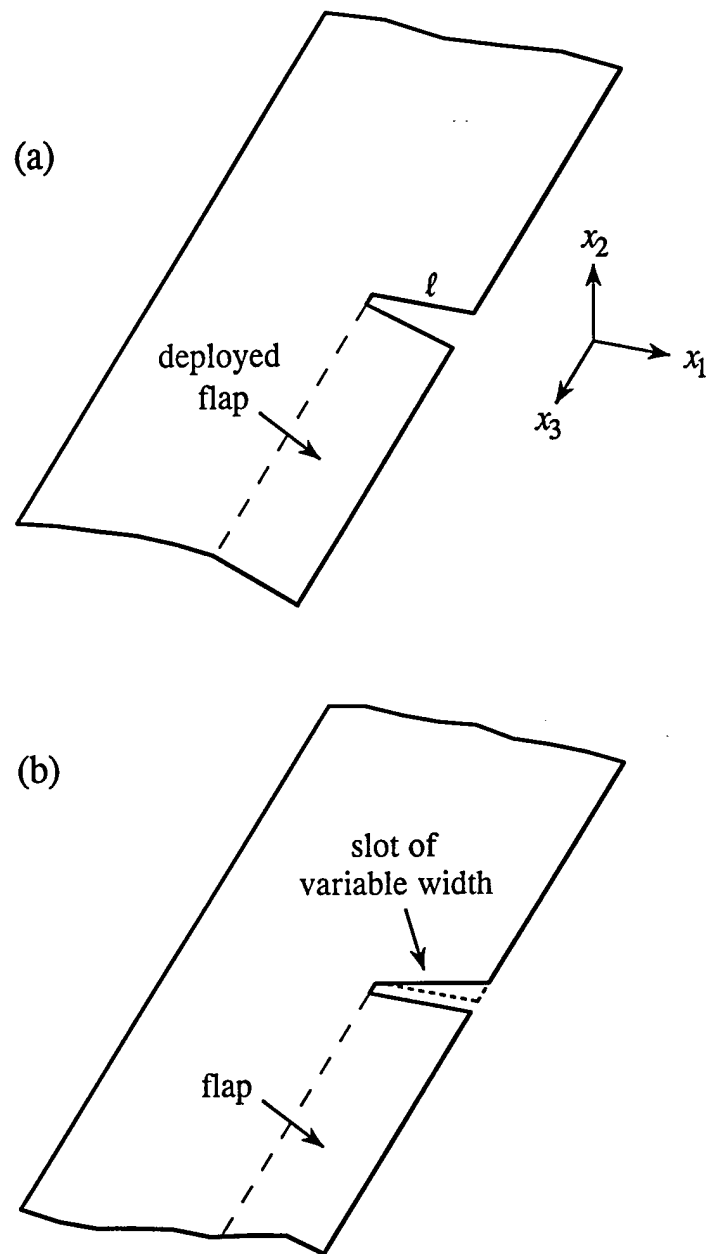 (a)
ℓ
x₂
x₁
x₃
deployed
flap
(b)
slot of
variable width
flap